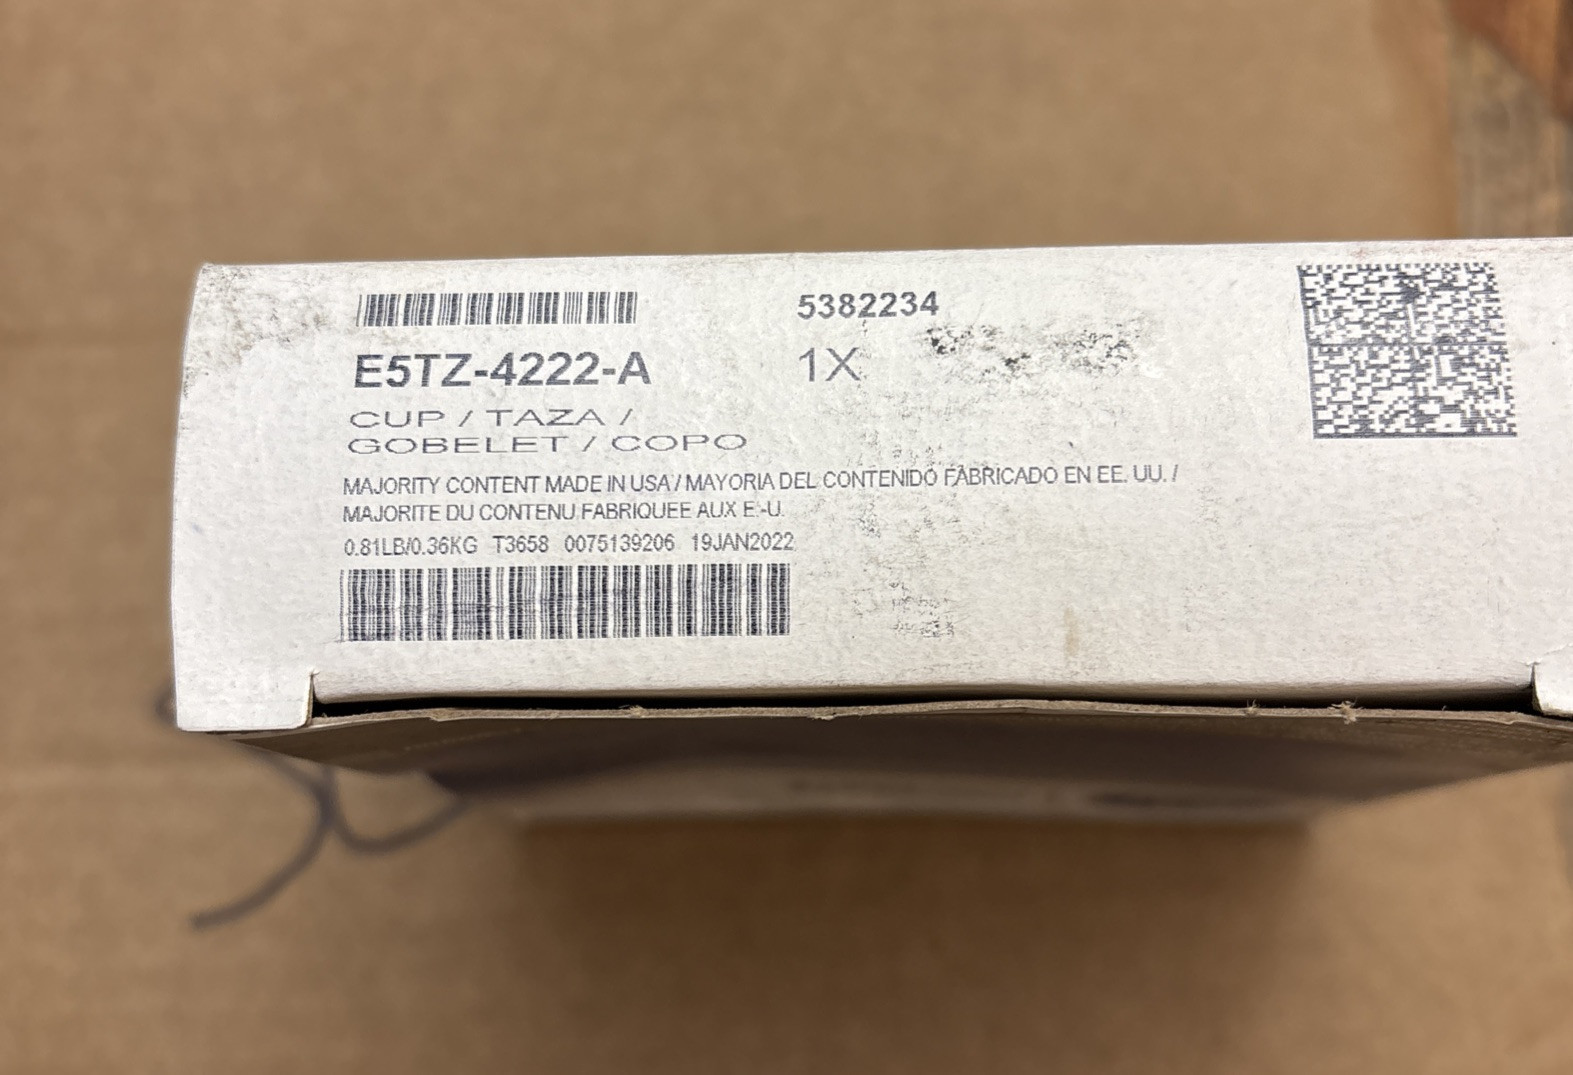 5382234
E5TZ-4222-A 1X
CUP / TAZA /
GOBELET / COPO
MAJORITY CONTENT MADE IN USA / MAYORIA DEL CONTENIDO FABRICADO EN EE. UU. /
MAJORITE DU CONTENU FABRIQUEE AUX E.-U.
0.81LB/0.36KG T3658 0075139206 19JAN2022